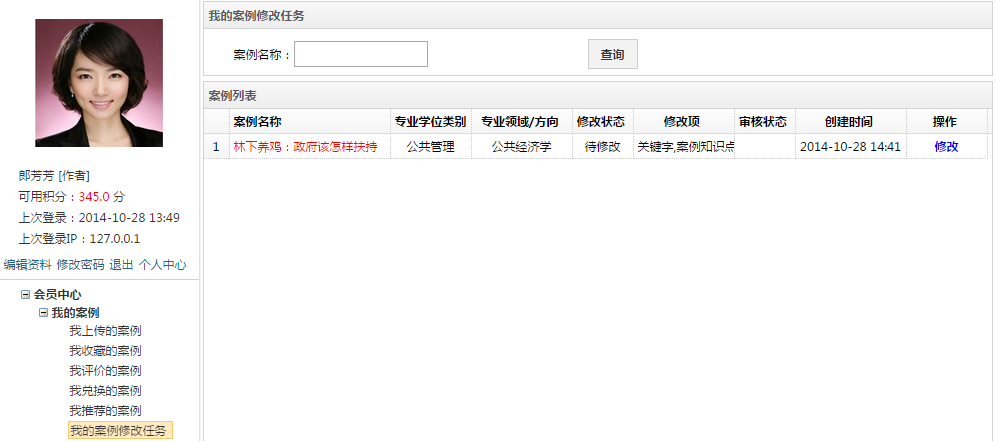 郎芳芳 [作者]
可用积分：345.0 分
上次登录：2014-10-28 13:49
上次登录IP：127.0.0.1
编辑资料 修改密码 退出 个人中心
会员中心
我的案例
我上传的案例
我收藏的案例
我评价的案例
我兑换的案例
我推荐的案例
我的案例修改任务
我的案例修改任务
案例名称： 查询
案例列表
案例名称 专业学位类别 专业领域/方向 修改状态 修改项 审核状态 创建时间 操作
1 林下养鸡：政府该怎样扶持 公共管理 公共经济学 待修改 关键字,案例知识点 2014-10-28 14:41 修改